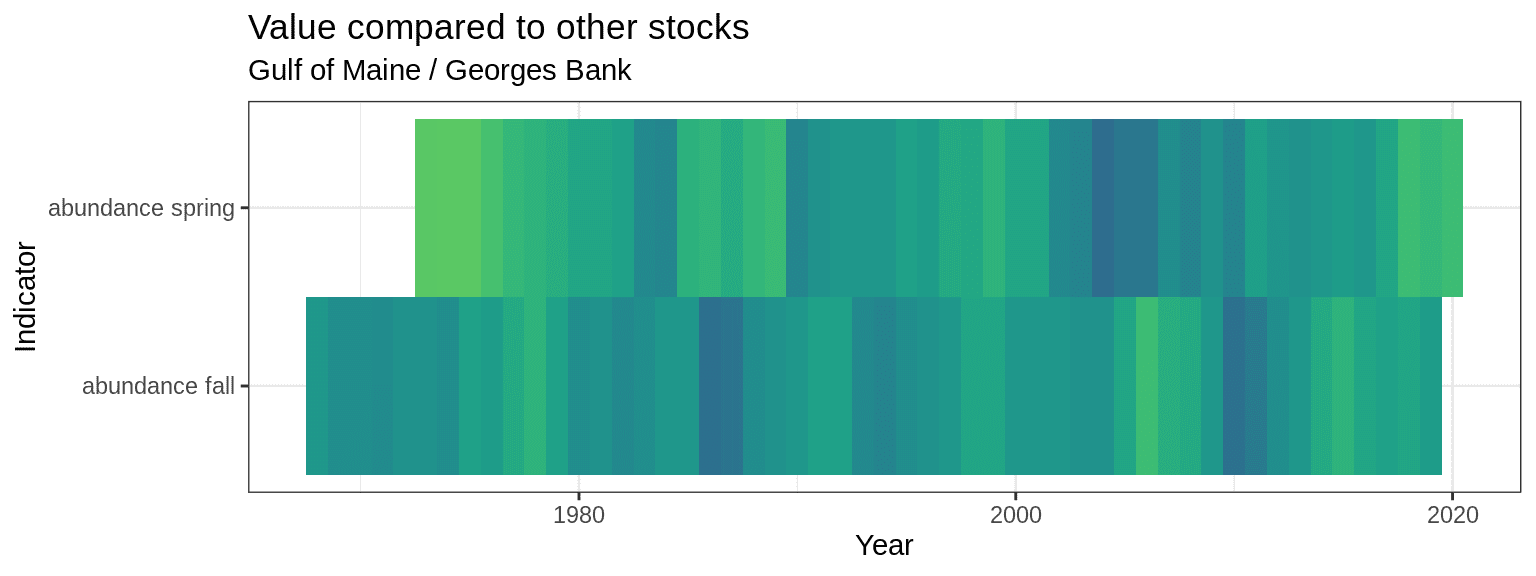 Value compared to other stocks
Gulf of Maine / Georges Bank
abundance spring
abundance fall
Indicator
1980
2000
2020
Year